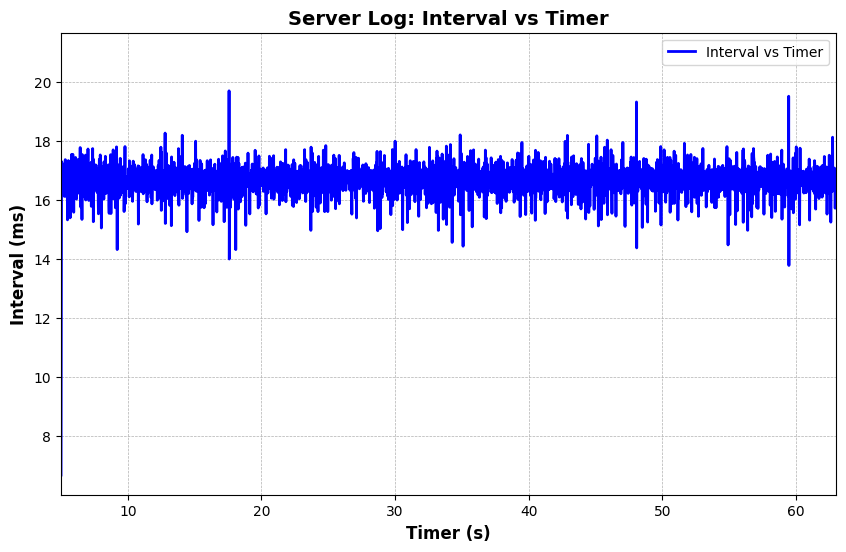 Server Log: Interval vs Timer
Interval vs Timer
Interval (ms)
20
18
16
14
12
10
8
10 20 30 40 50 60
Timer (s)